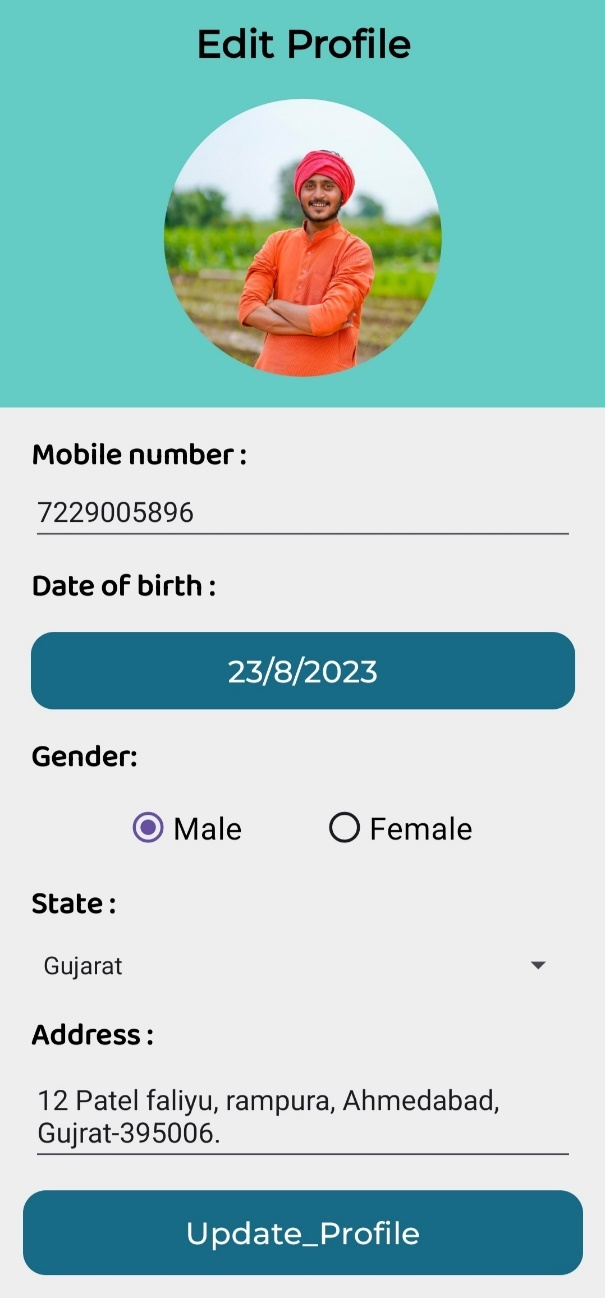 Edit Profile
Mobile number :
7229005896
Date of birth :
23/8/2023
Gender:
Male Female
State :
Gujarat
Address :
12 Patel faliyu, rampura, Ahmedabad,
Gujrat-395006.
Update_Profile